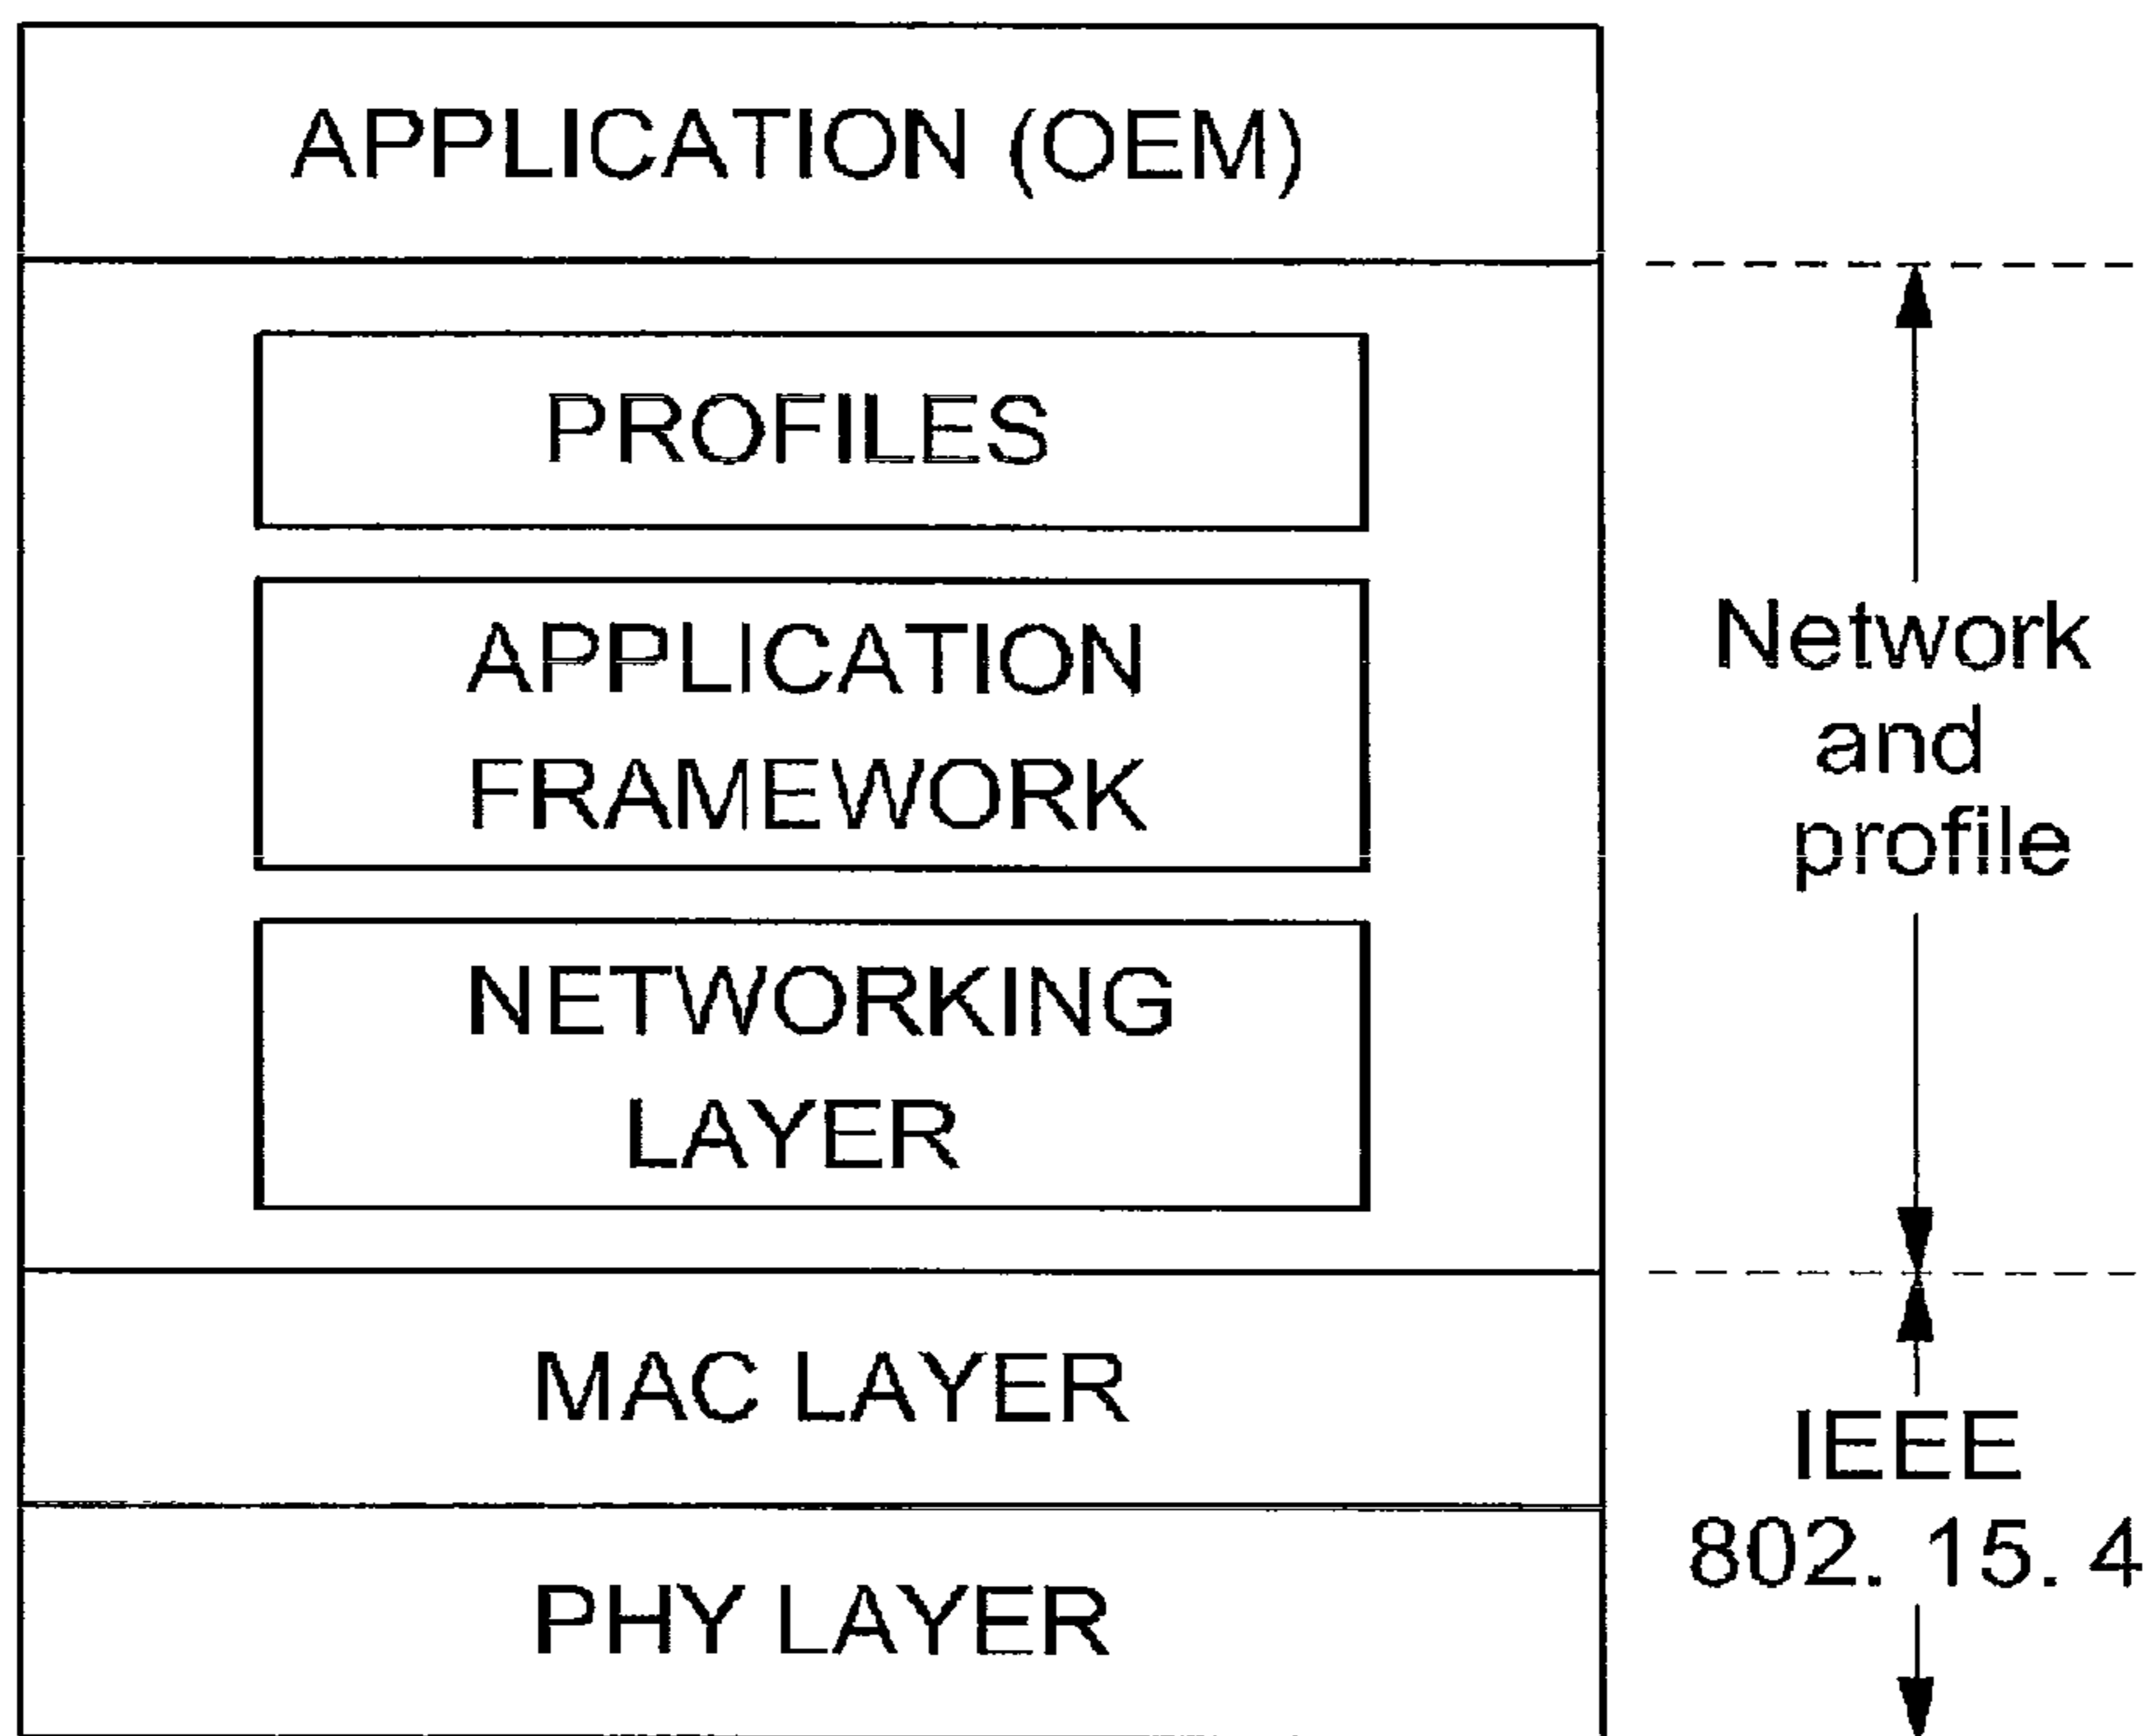 APPLICATION (OEM)
PROFILES
APPLICATION
FRAMEWORK
NETWORKING
LAYER
MAC LAYER
PHY LAYER
Network
and
profile
IEEE
802. 15. 4